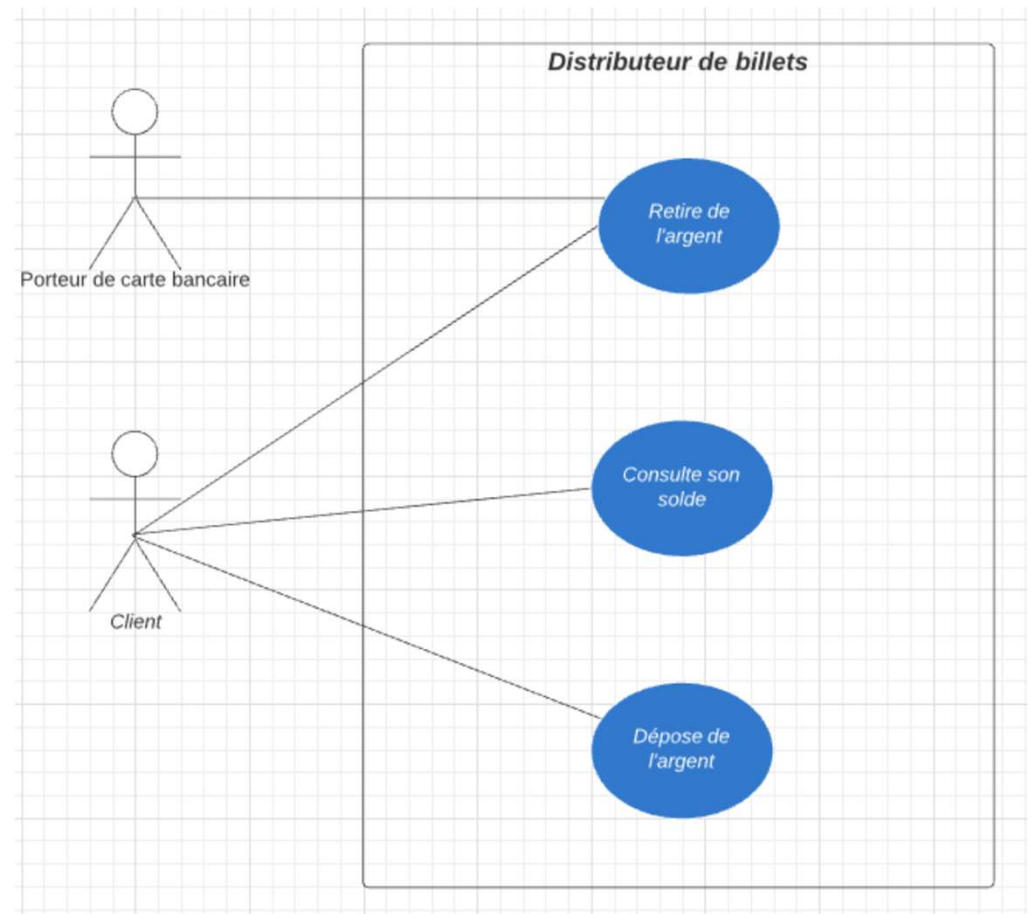 Distributeur de billets
Retire de
l'argent
Porteur de carte bancaire
Consulte son
solde
Client
Dépose de
l'argent